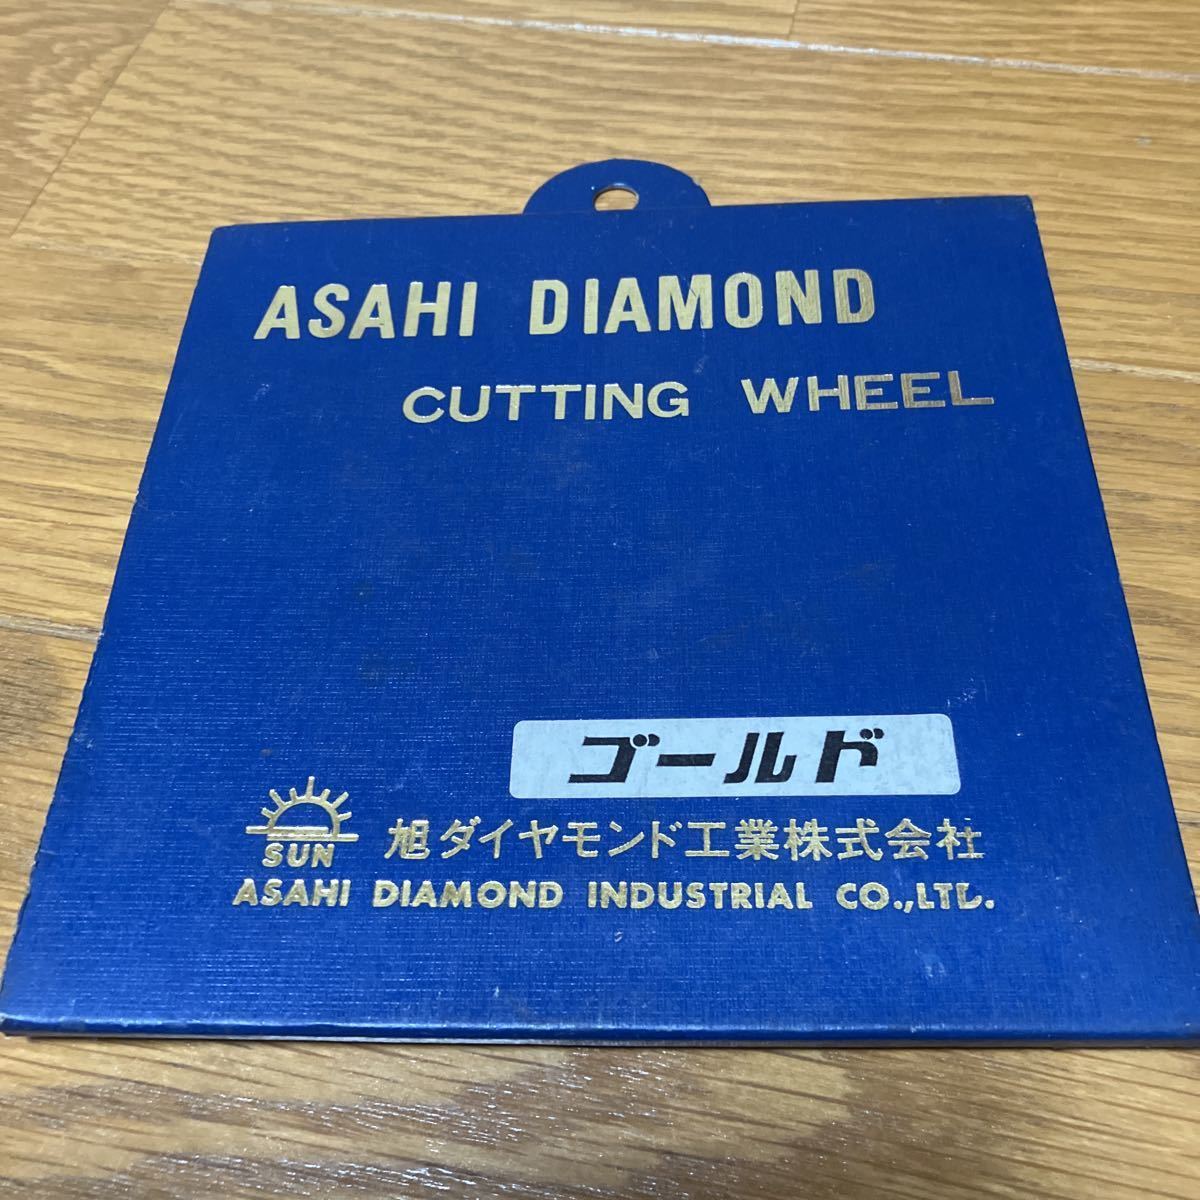 ASAHI DIAMOND
CUTTING WHEEL
ゴールド
SUN
旭ダイヤモンド工業株式会社
ASAHI DIAMOND INDUSTRIAL CO.,LTD.